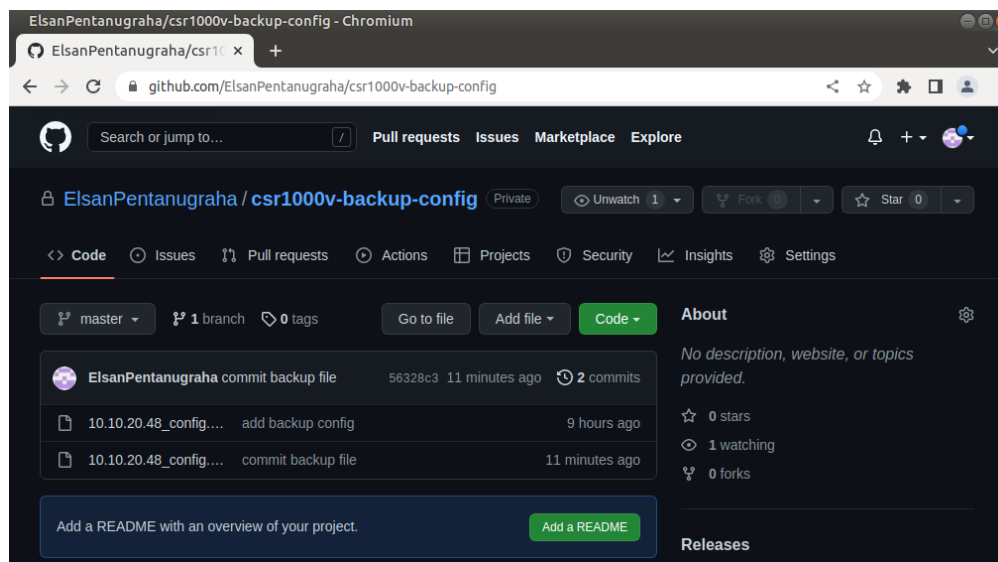 ElsanPentanugraha/csr1000v-backup-config - Chromium
ElsanPentanugraha/csr10
github.com/ElsanPentanugraha/csr1000v-backup-config
Search or jump to… / Pull requests Issues Marketplace Explore
ElsanPentanugraha / csr1000v-backup-config Private Unwatch 1 Fork 0 Star 0
<> Code Issues Pull requests Actions Projects Security Insights Settings
master 1 branch 0 tags Go to file Add file Code
About
No description, website, or topics
provided.
ElsanPentanugraha commit backup file 56328c3 11 minutes ago 2 commits
10.10.20.48_config.… add backup config 9 hours ago
10.10.20.48_config.… commit backup file 11 minutes ago
0 stars
1 watching
0 forks
Add a README with an overview of your project. Add a README
Releases